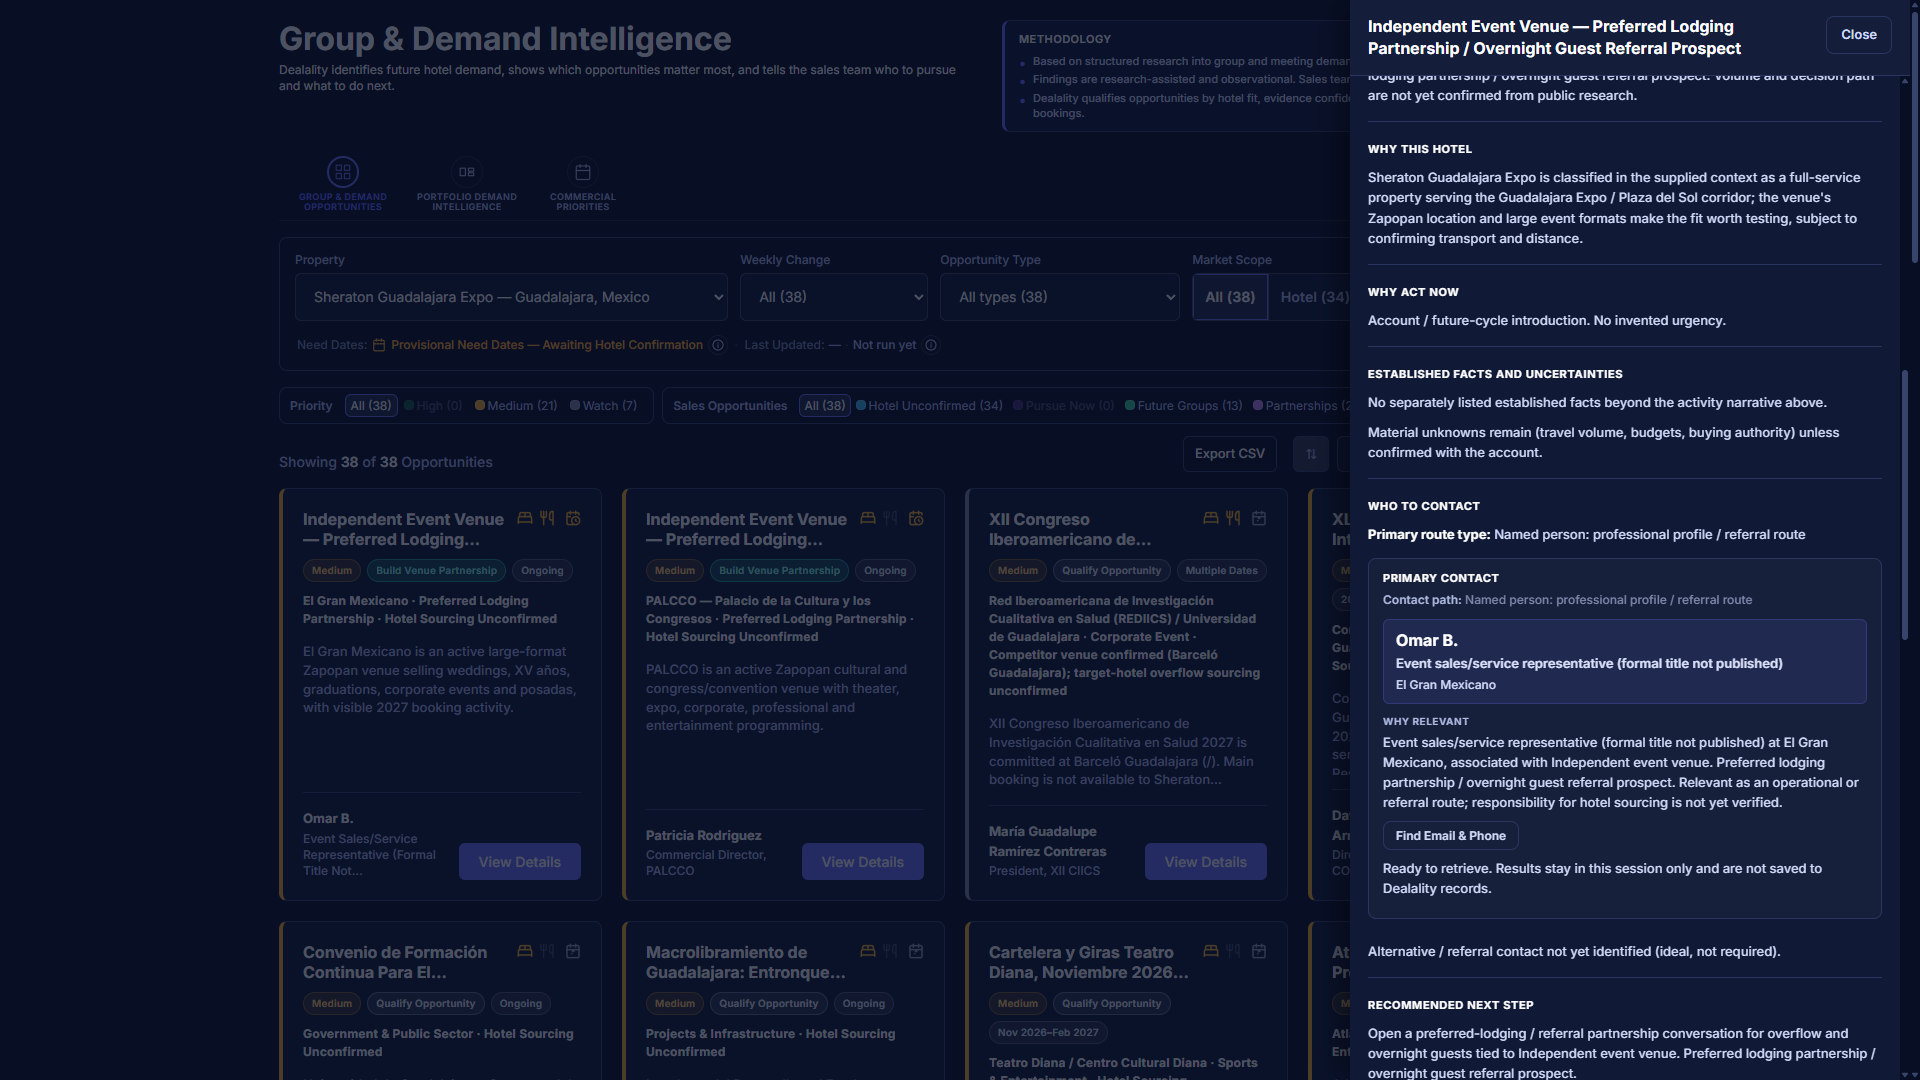 Group & Demand Intelligence
Dealality identifies future hotel demand, shows which opportunities matter most, and tells the sales team who to pursue
and what to do next.
METHODOLOGY
Based on structured research into group and meeting
Findings are research-assisted and observational. Sales
Dealality qualifies opportunities by hotel fit, evidence
bookings.
GROUP & DEMAND
OPPORTUNITIES
PORTFOLIO DEMAND
INTELLIGENCE
COMMERCIAL
PRIORITIES
Property
Sheraton Guadalajara Expo — Guadalajara, Mexico
Weekly Change
All (38)
Opportunity Type
All types (38)
Market Scope
All (38)
Hotel (34)
Need Dates: Provisional Need Dates — Awaiting Hotel Confirmation · Last Updated: — · Not run yet
Priority All (38) High (0) Medium (21) Watch (7)
Sales Opportunities All (38) Hotel Unconfirmed (34) Pursue Now (0) Future Groups (13) Partnerships
Showing 38 of 38 Opportunities
Export CSV
Independent Event Venue
— Preferred Lodging...
Medium Build Venue Partnership Ongoing
El Gran Mexicano · Preferred Lodging
Partnership · Hotel Sourcing Unconfirmed
El Gran Mexicano is an active large-format
Zapopan venue selling weddings, XV años,
graduations, corporate events and posadas,
with visible 2027 booking activity.
Omar B.
Event Sales/Service
Representative (Formal
Title Not...
View Details
Independent Event Venue
— Preferred Lodging...
Medium Build Venue Partnership Ongoing
PALCCO — Palacio de la Cultura y los
Congresos · Preferred Lodging Partnership ·
Hotel Sourcing Unconfirmed
PALCCO is an active Zapopan cultural and
congress/convention venue with theater,
expo, corporate, professional and
entertainment programming.
Patricia Rodriguez
Commercial Director,
PALCCO
View Details
XII Congreso
Iberoamericano de...
Medium Qualify Opportunity Multiple Dates
Red Iberoamericana de Investigación
Cualitativa en Salud (REDIICS) / Universidad
de Guadalajara · Corporate Event ·
Competitor venue confirmed (Barceló
Guadalajara); target-hotel overflow sourcing
unconfirmed
XII Congreso Iberoamericano de
Investigación Cualitativa en Salud 2027 is
committed at Barceló Guadalajara (/). Main
booking is not available to Sheraton...
María Guadalupe
Ramírez Contreras
President, XII CIICS
View Details
Convenio de Formación
Continua Para El...
Medium Qualify Opportunity Ongoing
Government & Public Sector · Hotel Sourcing
Unconfirmed
Macrolibramiento de
Guadalajara: Entronque...
Medium Qualify Opportunity Ongoing
Projects & Infrastructure · Hotel Sourcing
Unconfirmed
Cartelera y Giras Teatro
Diana, Noviembre 2026...
Medium Qualify Opportunity
Nov 2026–Feb 2027
Teatro Diana / Centro Cultural Diana · Sports
& Entertainment · Hotel Sourcing
Independent Event Venue — Preferred Lodging
Partnership / Overnight Guest Referral Prospect
Close
lodging partnership / overnight guest referral prospect. Volume and decision path
are not yet confirmed from public research.
WHY THIS HOTEL
Sheraton Guadalajara Expo is classified in the supplied context as a full-service
property serving the Guadalajara Expo / Plaza del Sol corridor; the venue's
Zapopan location and large event formats make the fit worth testing, subject to
confirming transport and distance.
WHY ACT NOW
Account / future-cycle introduction. No invented urgency.
ESTABLISHED FACTS AND UNCERTAINTIES
No separately listed established facts beyond the activity narrative above.
Material unknowns remain (travel volume, budgets, buying authority) unless
confirmed with the account.
WHO TO CONTACT
Primary route type: Named person: professional profile / referral route
PRIMARY CONTACT
Contact path: Named person: professional profile / referral route
Omar B.
Event sales/service representative (formal title not published)
El Gran Mexicano
WHY RELEVANT
Event sales/service representative (formal title not published) at El Gran
Mexicano, associated with Independent event venue. Preferred lodging
partnership / overnight guest referral prospect. Relevant as an operational or
referral route; responsibility for hotel sourcing is not yet verified.
Find Email & Phone
Ready to retrieve. Results stay in this session only and are not saved to
Dealality records.
Alternative / referral contact not yet identified (ideal, not required).
RECOMMENDED NEXT STEP
Open a preferred-lodging / referral partnership conversation for overflow and
overnight guests tied to Independent event venue. Preferred lodging partnership /
overnight guest referral prospect.